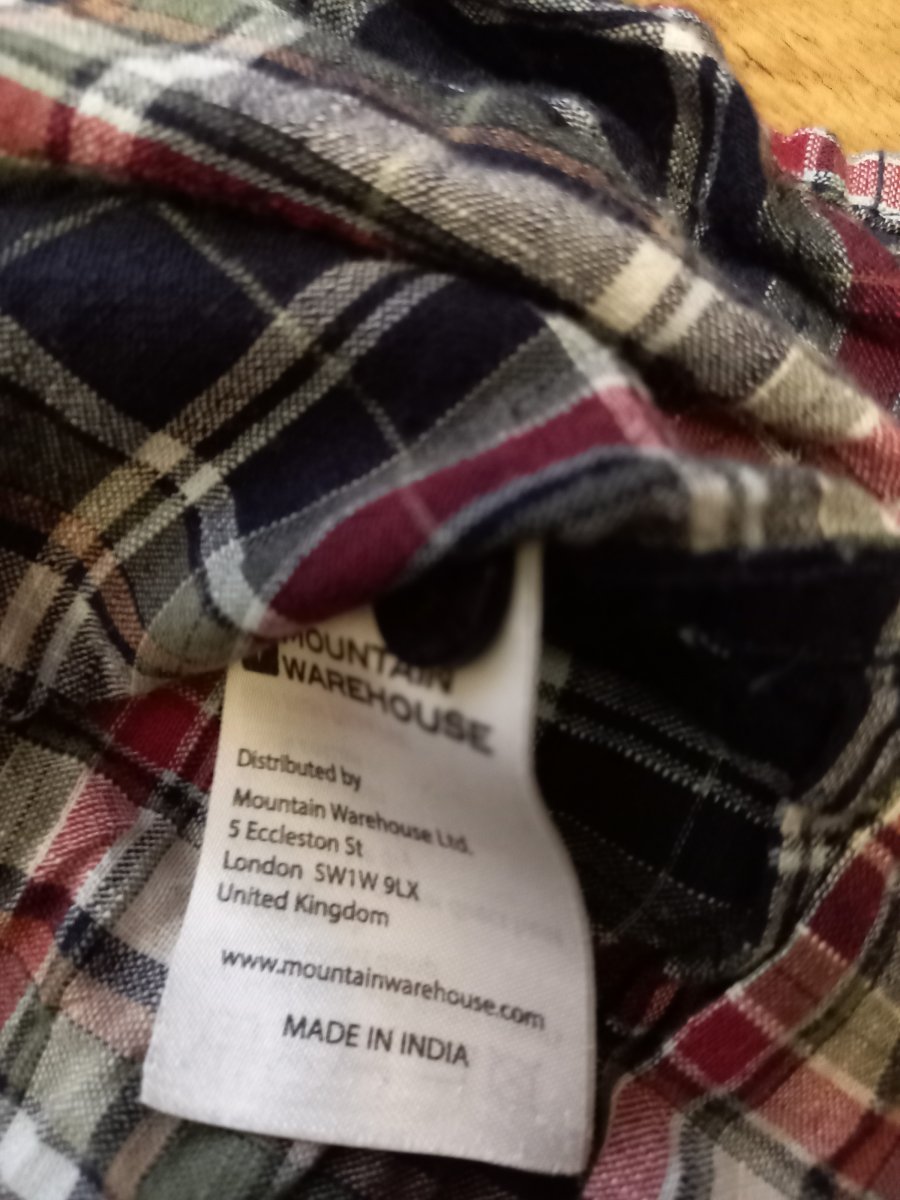 MOUNTAIN
WAREHOUSE
Distributed by
Mountain Warehouse Ltd.
5 Eccleston St
London SW1W 9LX
United Kingdom
www.mountainwarehouse.com
MADE IN INDIA